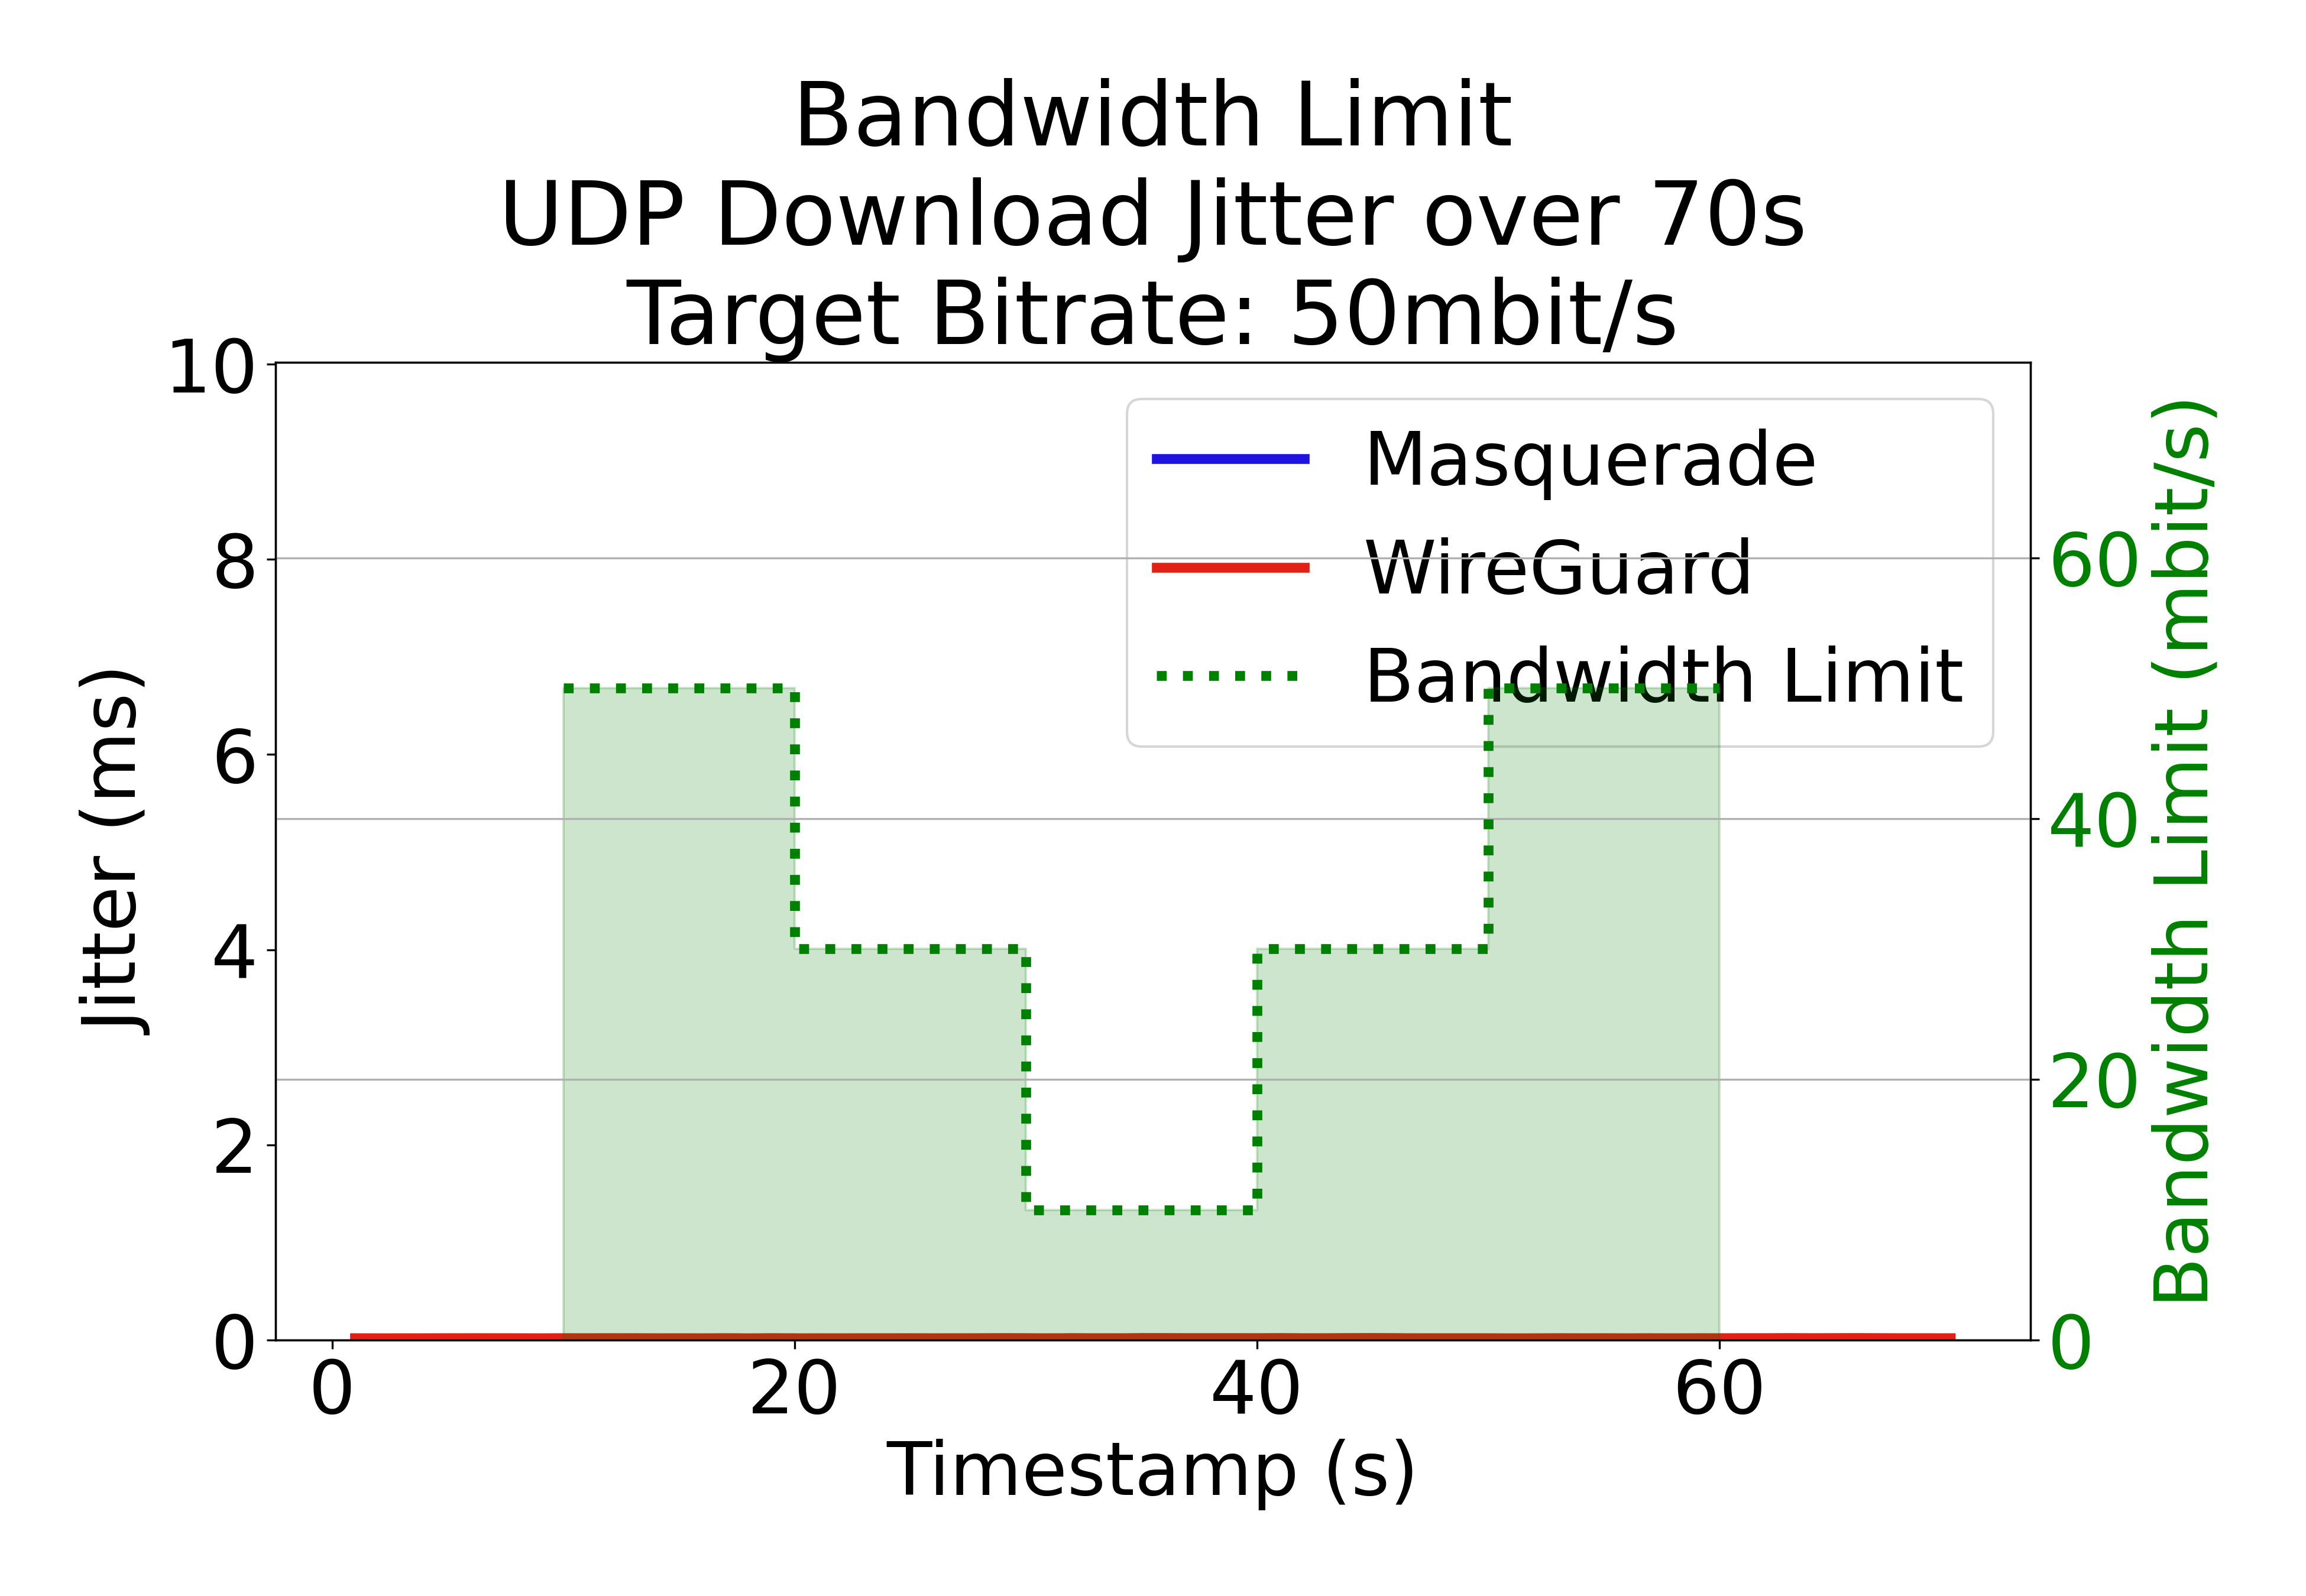 Bandwidth Limit
UDP Download Jitter over 70s
Target Bitrate: 50mbit/s
10
8
6
4
2
0
Jitter (ms)
Masquerade
WireGuard
Bandwidth Limit
60
40
20
0
Bandwidth Limit (mbit/s)
0 20 40 60
Timestamp (s)